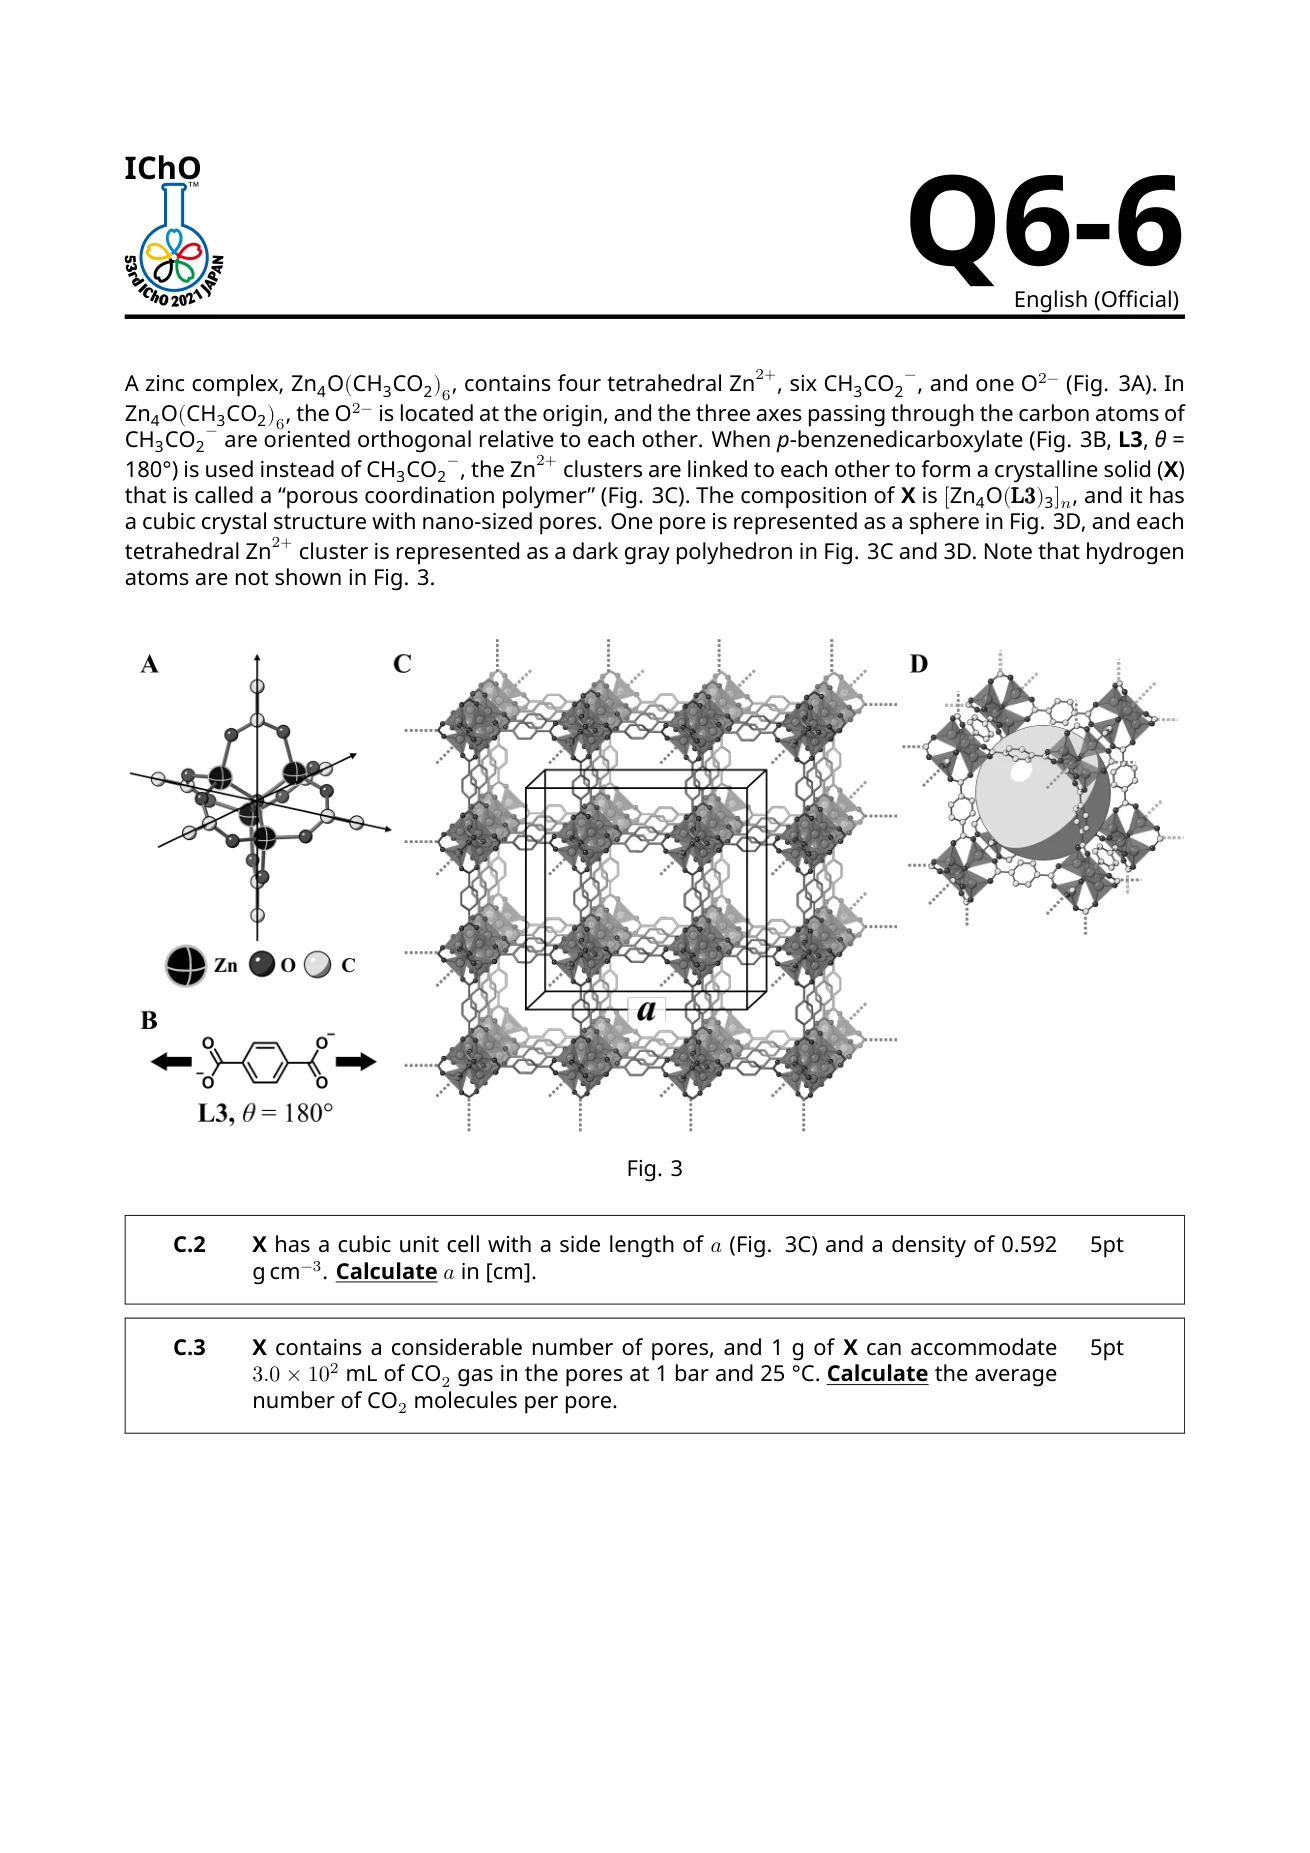 IChO
TM
53rd IChO 2021 JAPAN
Q6-6
English (Official)
A zinc complex, Zn₄O(CH₃CO₂)₆, contains four tetrahedral Zn²⁺, six CH₃CO₂⁻, and one O²⁻ (Fig. 3A). In
Zn₄O(CH₃CO₂)₆, the O²⁻ is located at the origin, and the three axes passing through the carbon atoms of
CH₃CO₂⁻ are oriented orthogonal relative to each other. When p-benzenedicarboxylate (Fig. 3B, L3, θ =
180°) is used instead of CH₃CO₂⁻, the Zn²⁺ clusters are linked to each other to form a crystalline solid (X)
that is called a “porous coordination polymer” (Fig. 3C). The composition of X is [Zn₄O(L3)₃]ₙ, and it has
a cubic crystal structure with nano-sized pores. One pore is represented as a sphere in Fig. 3D, and each
tetrahedral Zn²⁺ cluster is represented as a dark gray polyhedron in Fig. 3C and 3D. Note that hydrogen
atoms are not shown in Fig. 3.
A
C
D
Zn O C
a
B
O O⁻
⁻O O
L3, θ = 180°
Fig. 3
C.2 X has a cubic unit cell with a side length of a (Fig. 3C) and a density of 0.592 5pt
g cm⁻³. Calculate a in [cm].
C.3 X contains a considerable number of pores, and 1 g of X can accommodate 5pt
3.0 × 10² mL of CO₂ gas in the pores at 1 bar and 25 °C. Calculate the average
number of CO₂ molecules per pore.